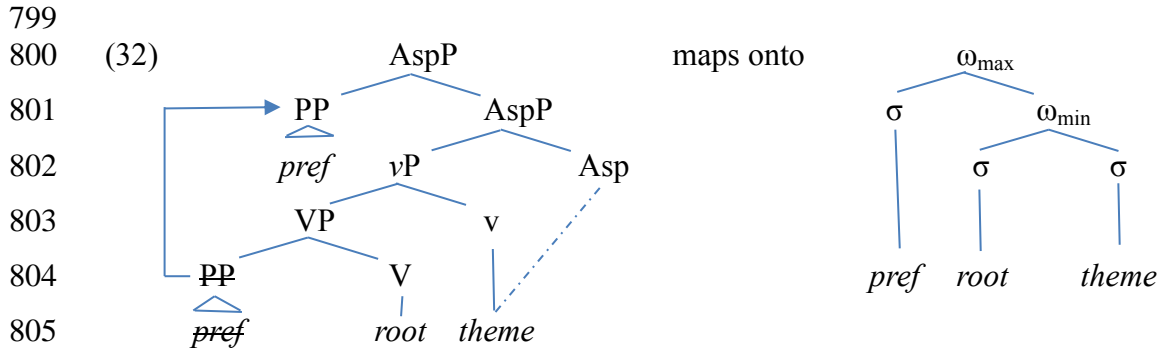 799
800 (32) AspP maps onto ωmax
801 PP AspP σ ωmin
802 pref vP Asp σ σ
803 VP v
804 PP V pref root theme
805 pref root theme